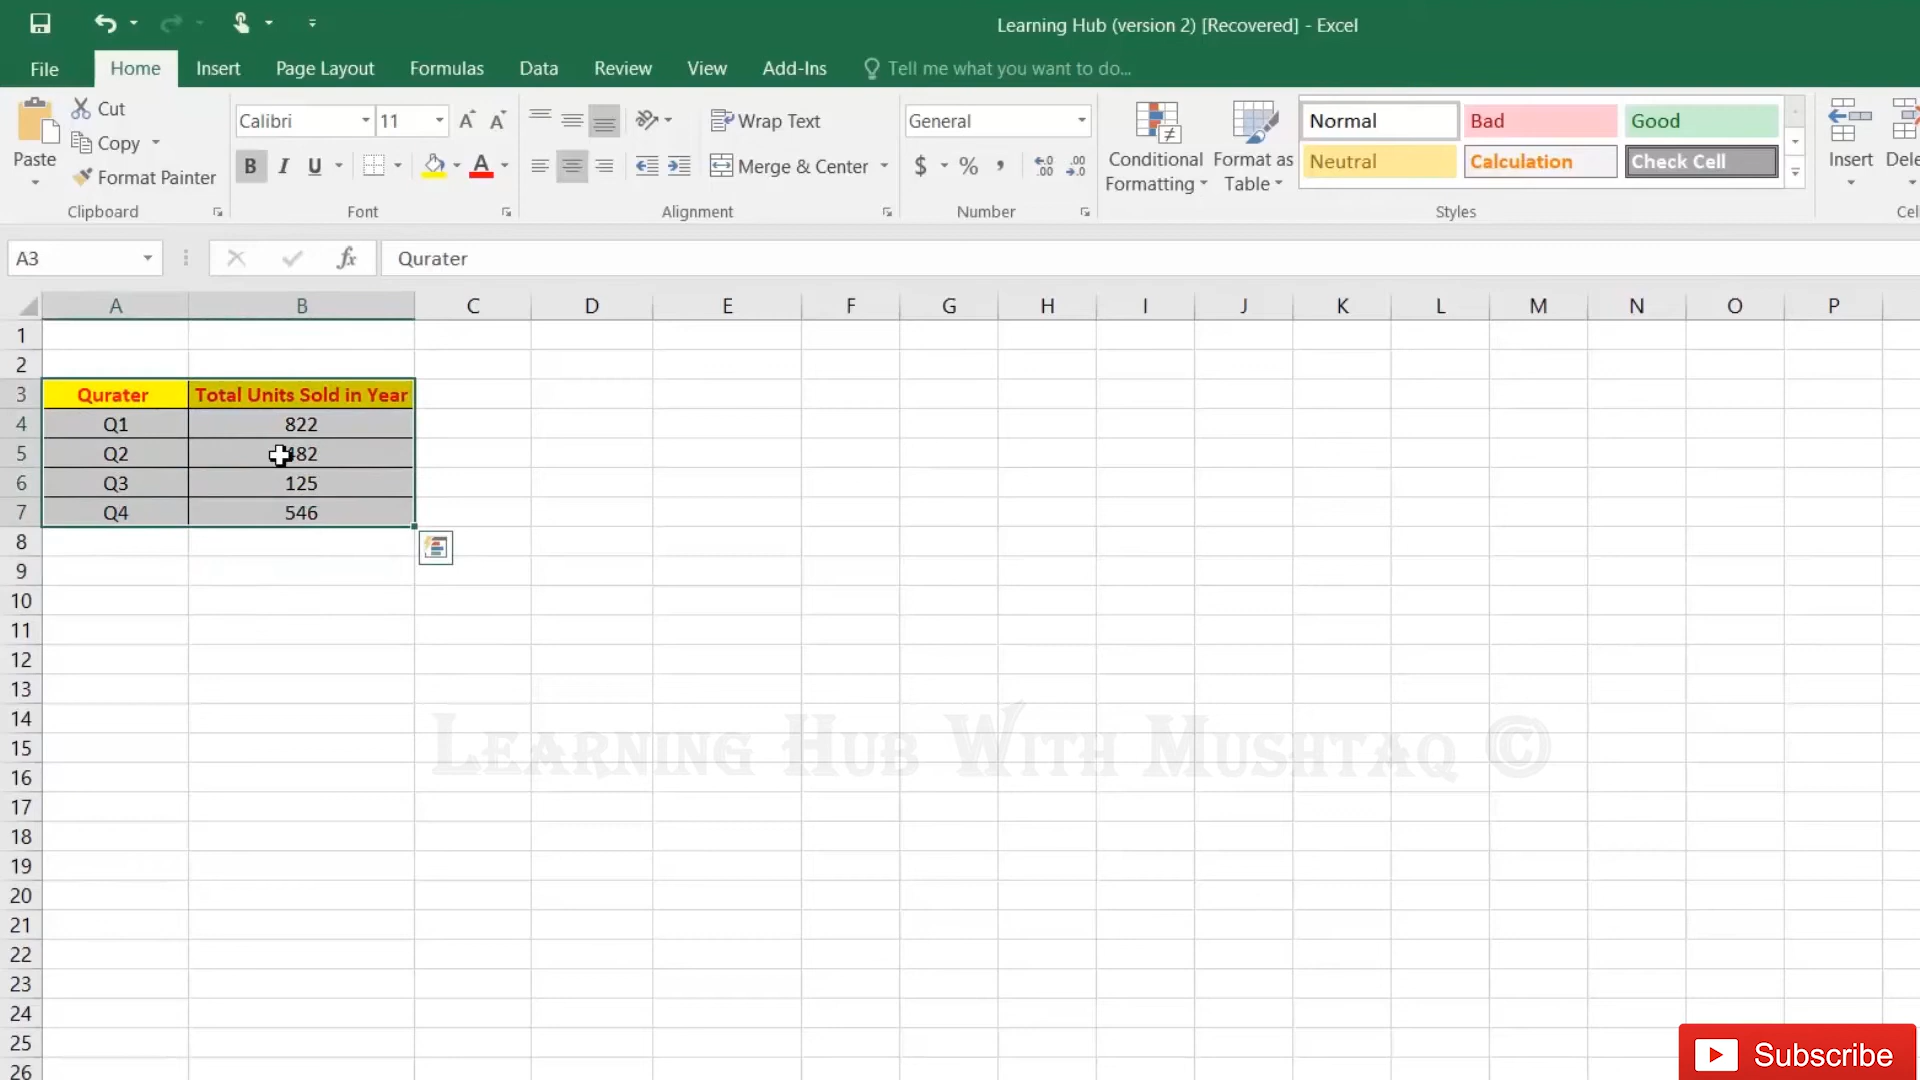 Learning Hub (version 2) [Recovered] - Excel
File Home Insert Page Layout Formulas Data Review View Add-Ins Tell me what you want to do...
Paste
Cut
Copy
Format Painter
Clipboard
Calibri 11
B I U A
Font
Wrap Text
Merge & Center
Alignment
General
$ % ,
Number
Conditional Formatting
Format as Table
Normal Bad Good
Neutral Calculation Check Cell
Styles
Insert
A3 fx Qurater
A B C D E F G H I J K L M N O P
1
2
3 Qurater Total Units Sold in Year
4 Q1 822
5 Q2 82
6 Q3 125
7 Q4 546
8
9
10
11
12
13
14
Learning Hub With Mushtaq ©
15
16
17
18
19
20
21
22
23
24
25
26
Subscribe